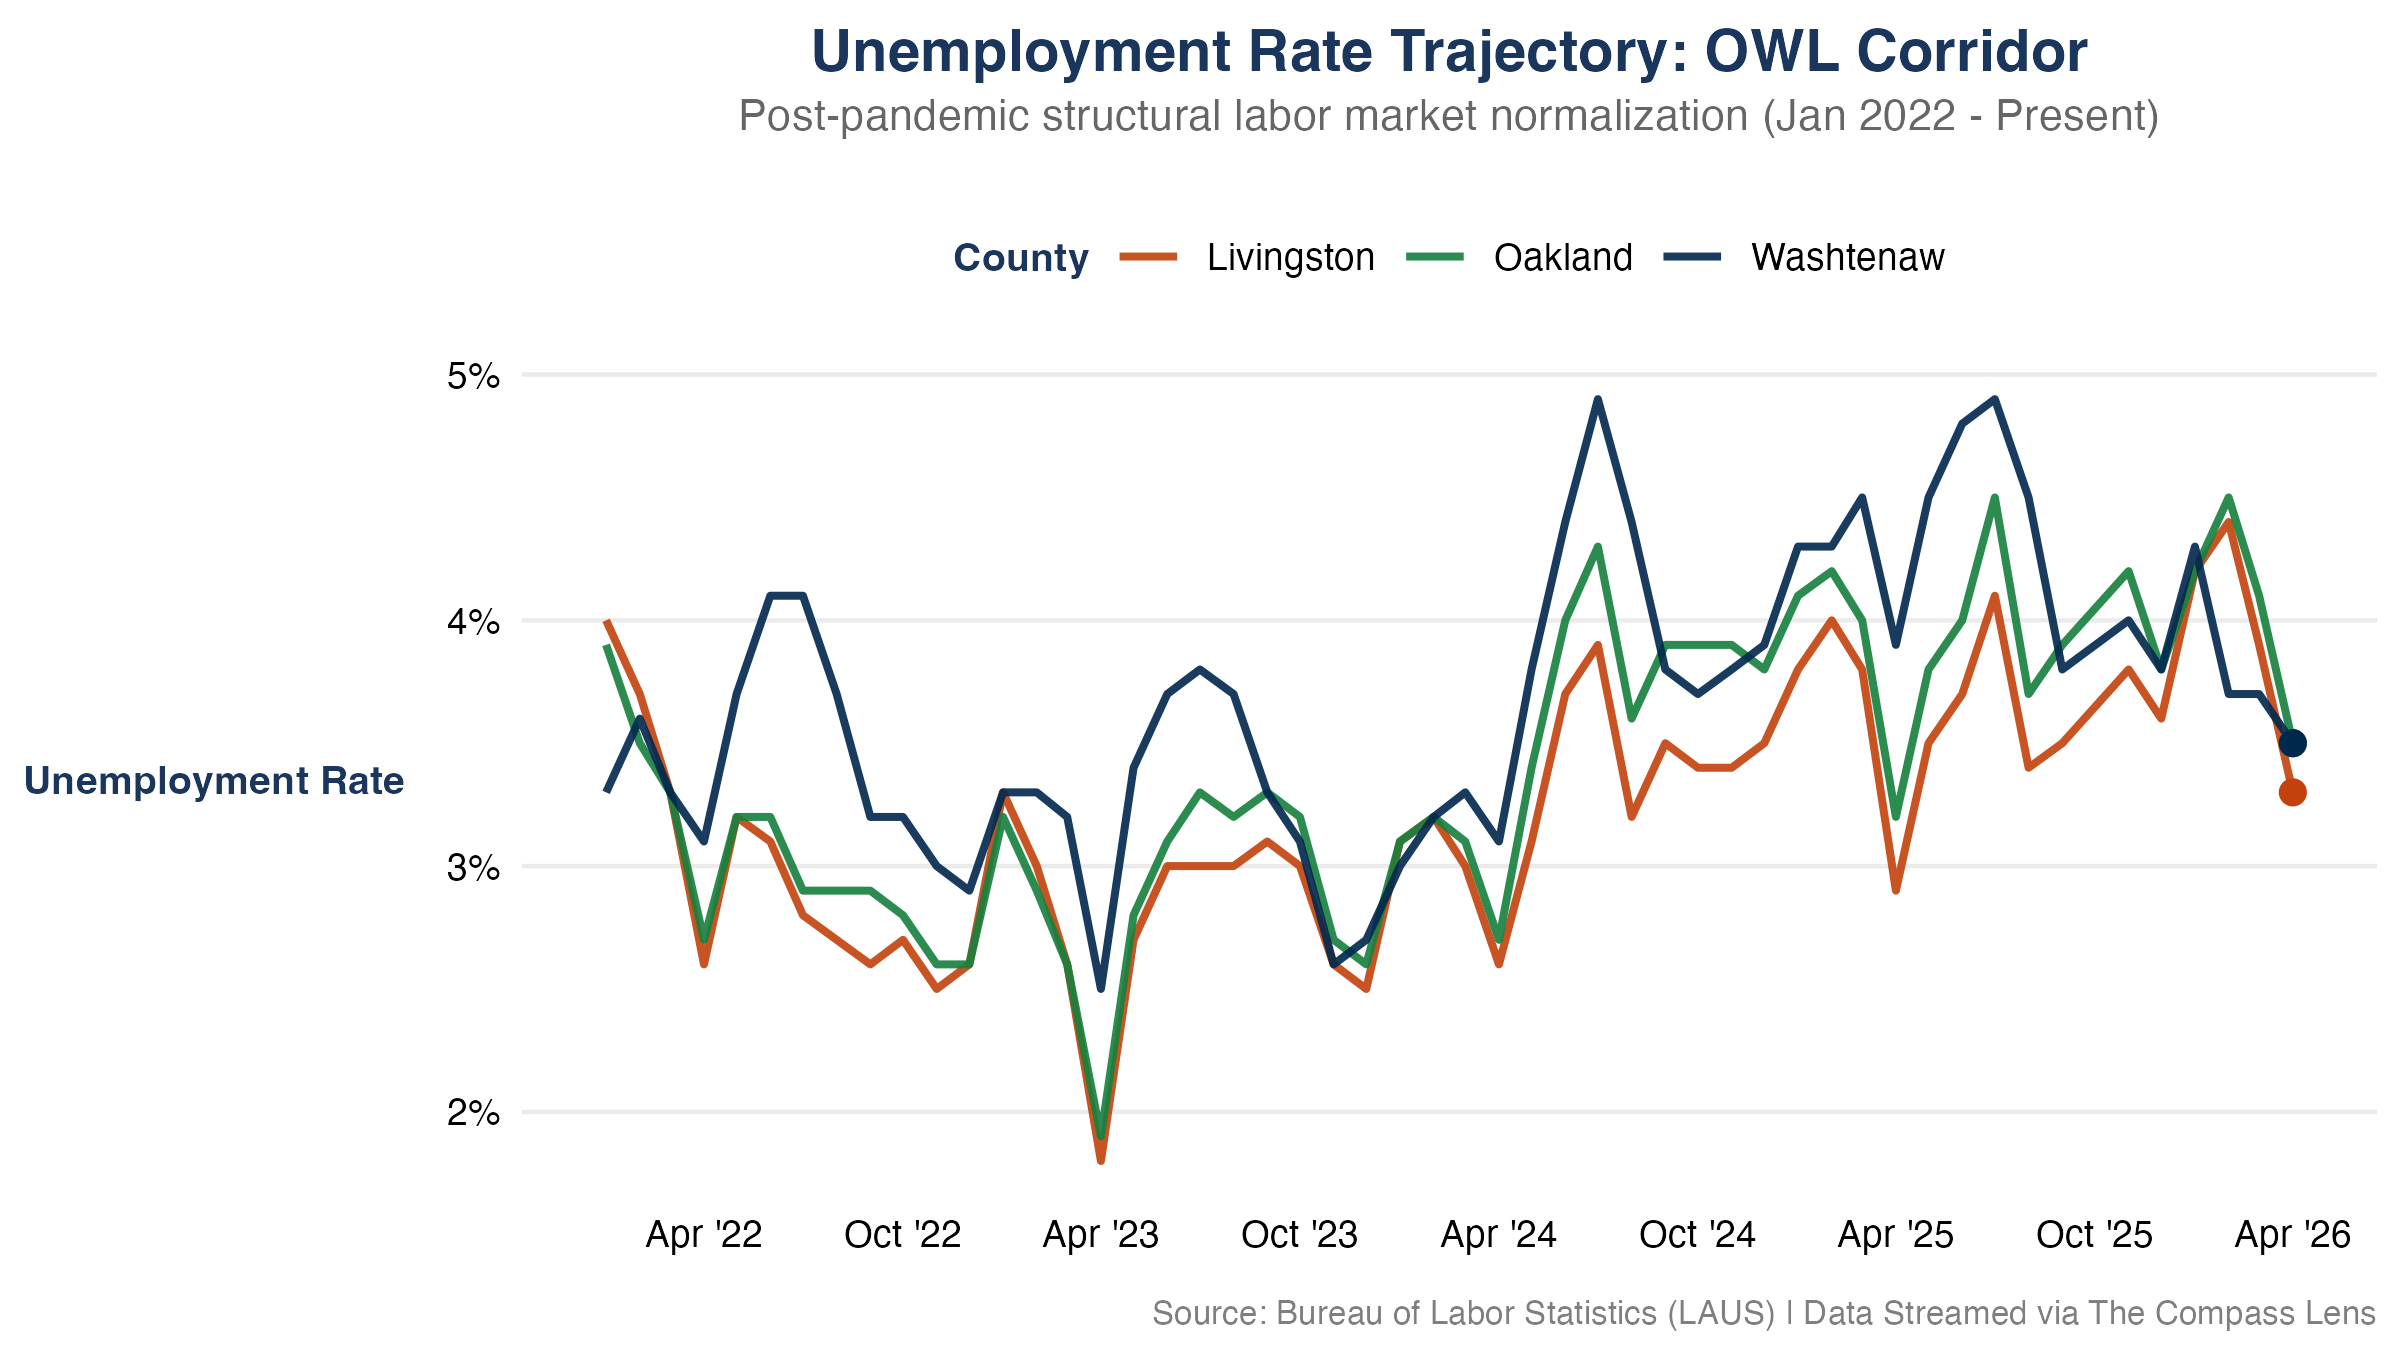 Unemployment Rate Trajectory: OWL Corridor
Post-pandemic structural labor market normalization (Jan 2022 - Present)
County Livingston Oakland Washtenaw
5%
4%
3%
2%
Unemployment Rate
Apr '22 Oct '22 Apr '23 Oct '23 Apr '24 Oct '24 Apr '25 Oct '25 Apr '26
Source: Bureau of Labor Statistics (LAUS) | Data Streamed via The Compass Lens